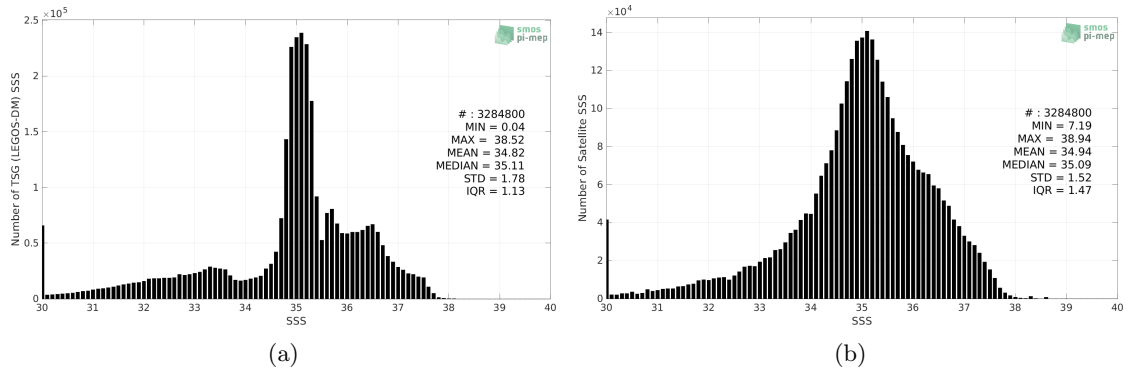 ×10⁵
smos
pi-mep
# : 3284800
MIN = 0.04
MAX = 38.52
MEAN = 34.82
MEDIAN = 35.11
STD = 1.78
IQR = 1.13
Number of TSG (LEGOS-DM) SSS
2.5
2
1.5
1
0.5
0
30 31 32 33 34 35 36 37 38 39 40
SSS
(a)
×10⁴
smos
pi-mep
# : 3284800
MIN = 7.19
MAX = 38.94
MEAN = 34.94
MEDIAN = 35.09
STD = 1.52
IQR = 1.47
Number of Satellite SSS
14
12
10
8
6
4
2
0
30 31 32 33 34 35 36 37 38 39 40
SSS
(b)